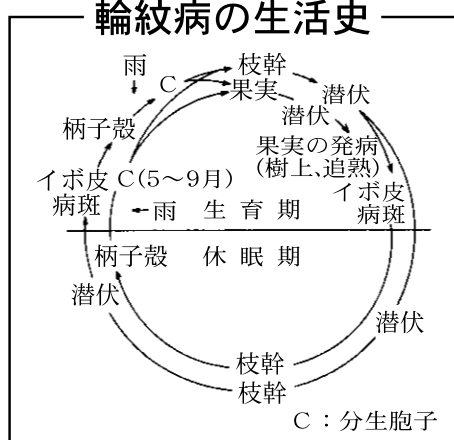 輪紋病の生活史
雨
C
枝幹
果実
潜伏
潜伏
柄子殻
果実の発病
(樹上、追熟)
イボ皮
病斑
C(5〜9月)
イボ皮
病斑
雨
生育期
柄子殻
休眠期
潜伏
潜伏
枝幹
枝幹
C:分生胞子